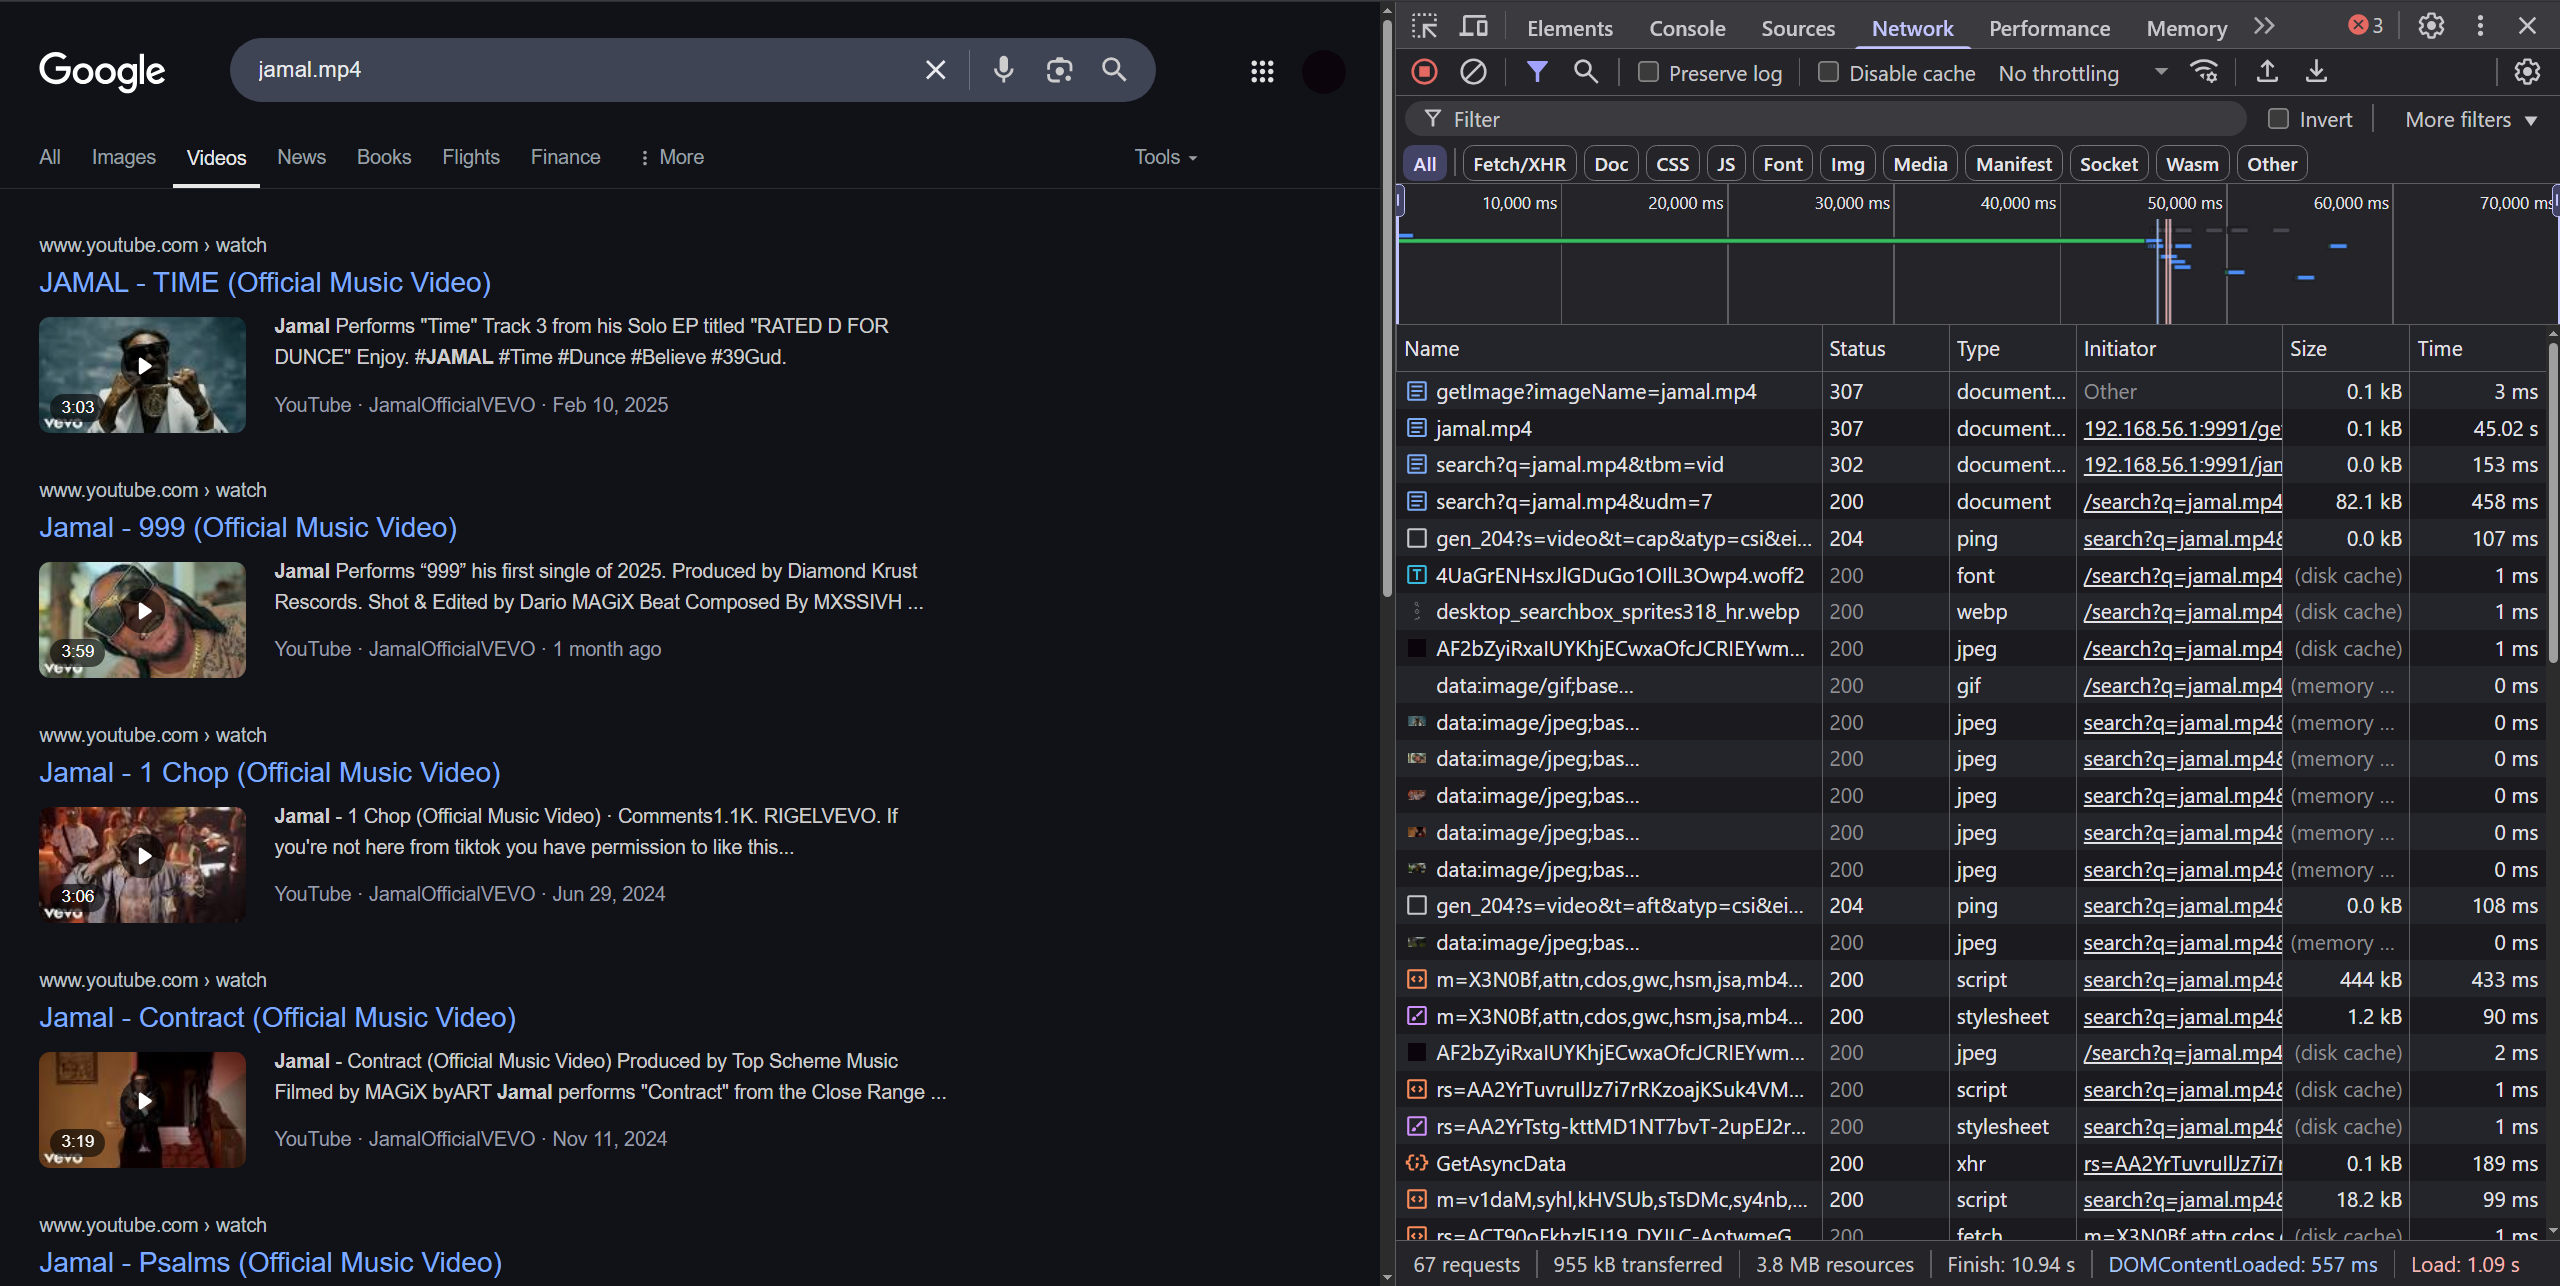 Google
jamal.mp4
All Images Videos News Books Flights Finance More
Tools
www.youtube.com › watch
JAMAL - TIME (Official Music Video)
3:03
vevo
Jamal Performs "Time" Track 3 from his Solo EP titled "RATED D FOR
DUNCE" Enjoy. #JAMAL #Time #Dunce #Believe #39Gud.
YouTube · JamalOfficialVEVO · Feb 10, 2025
www.youtube.com › watch
Jamal - 999 (Official Music Video)
3:59
vevo
Jamal Performs “999” his first single of 2025. Produced by Diamond Krust
Rescords. Shot & Edited by Dario MAGiX Beat Composed By MXSSIVH ...
YouTube · JamalOfficialVEVO · 1 month ago
www.youtube.com › watch
Jamal - 1 Chop (Official Music Video)
3:06
vevo
Jamal - 1 Chop (Official Music Video) · Comments1.1K. RIGELVEVO. If
you're not here from tiktok you have permission to like this...
YouTube · JamalOfficialVEVO · Jun 29, 2024
www.youtube.com › watch
Jamal - Contract (Official Music Video)
3:19
vevo
Jamal - Contract (Official Music Video) Produced by Top Scheme Music
Filmed by MAGiX byART Jamal performs "Contract" from the Close Range ...
YouTube · JamalOfficialVEVO · Nov 11, 2024
www.youtube.com › watch
Jamal - Psalms (Official Music Video)
Elements Console Sources Network Performance Memory 3
Preserve log Disable cache No throttling
Filter Invert More filters
All Fetch/XHR Doc CSS JS Font Img Media Manifest Socket Wasm Other
10,000 ms 20,000 ms 30,000 ms 40,000 ms 50,000 ms 60,000 ms 70,000 ms
Name Status Type Initiator Size Time
getImage?imageName=jamal.mp4 307 document... Other 0.1 kB 3 ms
jamal.mp4 307 document... 192.168.56.1:9991/ge 0.1 kB 45.02 s
search?q=jamal.mp4&tbm=vid 302 document... 192.168.56.1:9991/jam 0.0 kB 153 ms
search?q=jamal.mp4&udm=7 200 document /search?q=jamal.mp4 82.1 kB 458 ms
gen_204?s=video&t=cap&atyp=csi&ei... 204 ping search?q=jamal.mp4& 0.0 kB 107 ms
4UaGrENHsxJlGDuGo1OIlL3Owp4.woff2 200 font /search?q=jamal.mp4 (disk cache) 1 ms
desktop_searchbox_sprites318_hr.webp 200 webp /search?q=jamal.mp4 (disk cache) 1 ms
AF2bZyiRxaIUYKhjECwxaOfcJCRIEYwm... 200 jpeg /search?q=jamal.mp4 (disk cache) 1 ms
data:image/gif;base... 200 gif /search?q=jamal.mp4 (memory ... 0 ms
data:image/jpeg;bas... 200 jpeg search?q=jamal.mp4& (memory ... 0 ms
data:image/jpeg;bas... 200 jpeg search?q=jamal.mp4& (memory ... 0 ms
data:image/jpeg;bas... 200 jpeg search?q=jamal.mp4& (memory ... 0 ms
data:image/jpeg;bas... 200 jpeg search?q=jamal.mp4& (memory ... 0 ms
data:image/jpeg;bas... 200 jpeg search?q=jamal.mp4& (memory ... 0 ms
gen_204?s=video&t=aft&atyp=csi&ei... 204 ping search?q=jamal.mp4& 0.0 kB 108 ms
data:image/jpeg;bas... 200 jpeg search?q=jamal.mp4& (memory ... 0 ms
m=X3N0Bf,attn,cdos,gwc,hsm,jsa,mb4... 200 script search?q=jamal.mp4& 444 kB 433 ms
m=X3N0Bf,attn,cdos,gwc,hsm,jsa,mb4... 200 stylesheet search?q=jamal.mp4& 1.2 kB 90 ms
AF2bZyiRxaIUYKhjECwxaOfcJCRIEYwm... 200 jpeg /search?q=jamal.mp4 (disk cache) 2 ms
rs=AA2YrTuvruIlJz7i7rRKzoajKSuk4VM... 200 script search?q=jamal.mp4& (disk cache) 1 ms
rs=AA2YrTstg-kttMD1NT7bvT-2upEJ2r... 200 stylesheet search?q=jamal.mp4& (disk cache) 1 ms
GetAsyncData 200 xhr rs=AA2YrTuvruIlJz7i7r 0.1 kB 189 ms
m=v1daM,syhl,kHVSUb,sTsDMc,sy4nb,... 200 script search?q=jamal.mp4& 18.2 kB 99 ms
200 fetch m=X3N0Bf,attn,cdos (disk cache) 1 ms
67 requests 955 kB transferred 3.8 MB resources Finish: 10.94 s DOMContentLoaded: 557 ms Load: 1.09 s